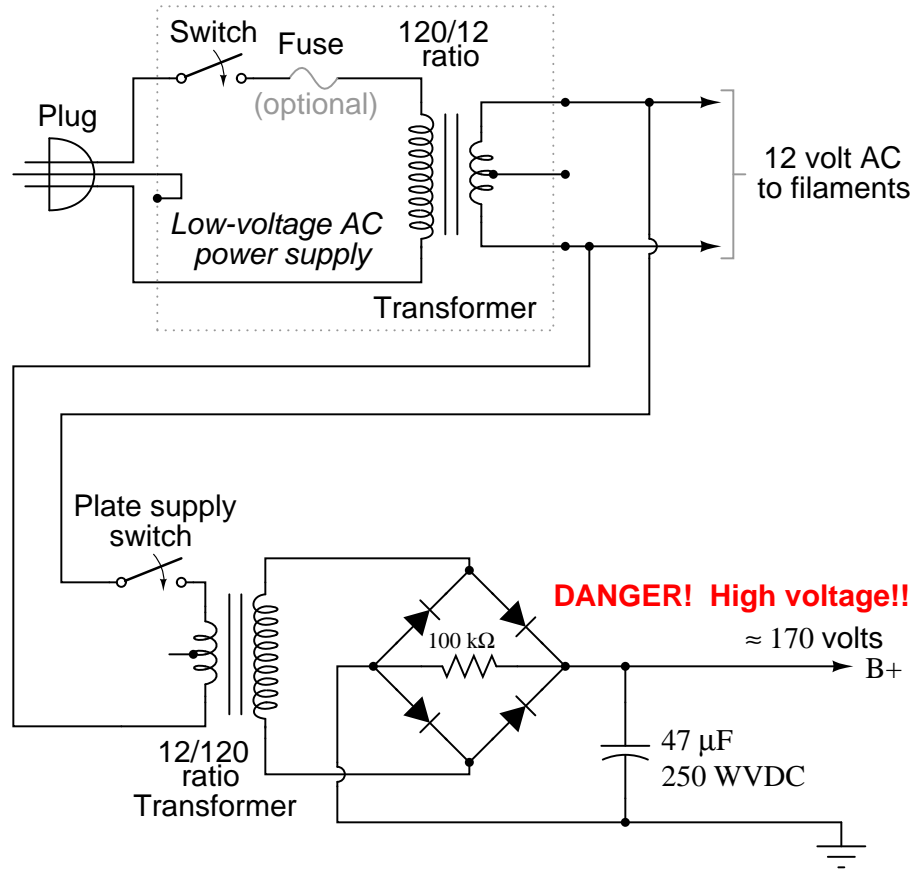 Switch
Fuse
(optional)
120/12
ratio
Plug
12 volt AC
to filaments
Low-voltage AC
power supply
Transformer
Plate supply
switch
DANGER!  High voltage!!
100 kΩ
≈ 170 volts
B+
12/120
ratio
Transformer
47 μF
250 WVDC